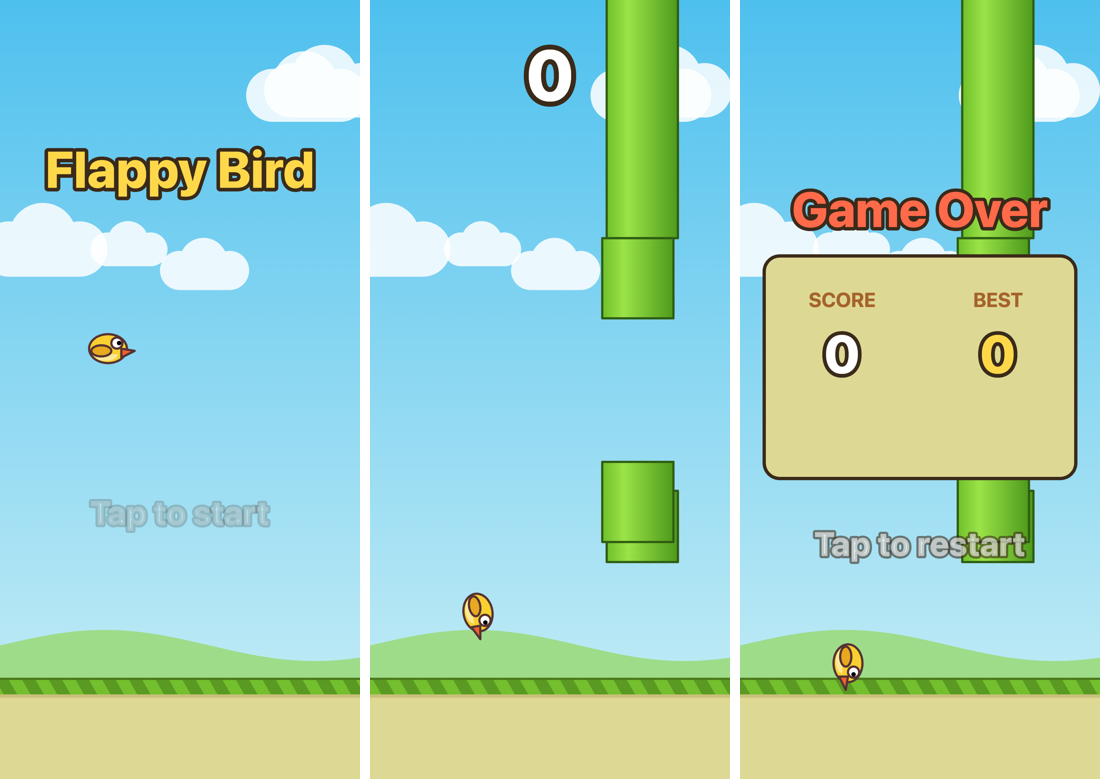 Flappy Bird
Tap to start
0
Game Over
SCORE BEST
0 0
Tap to restart